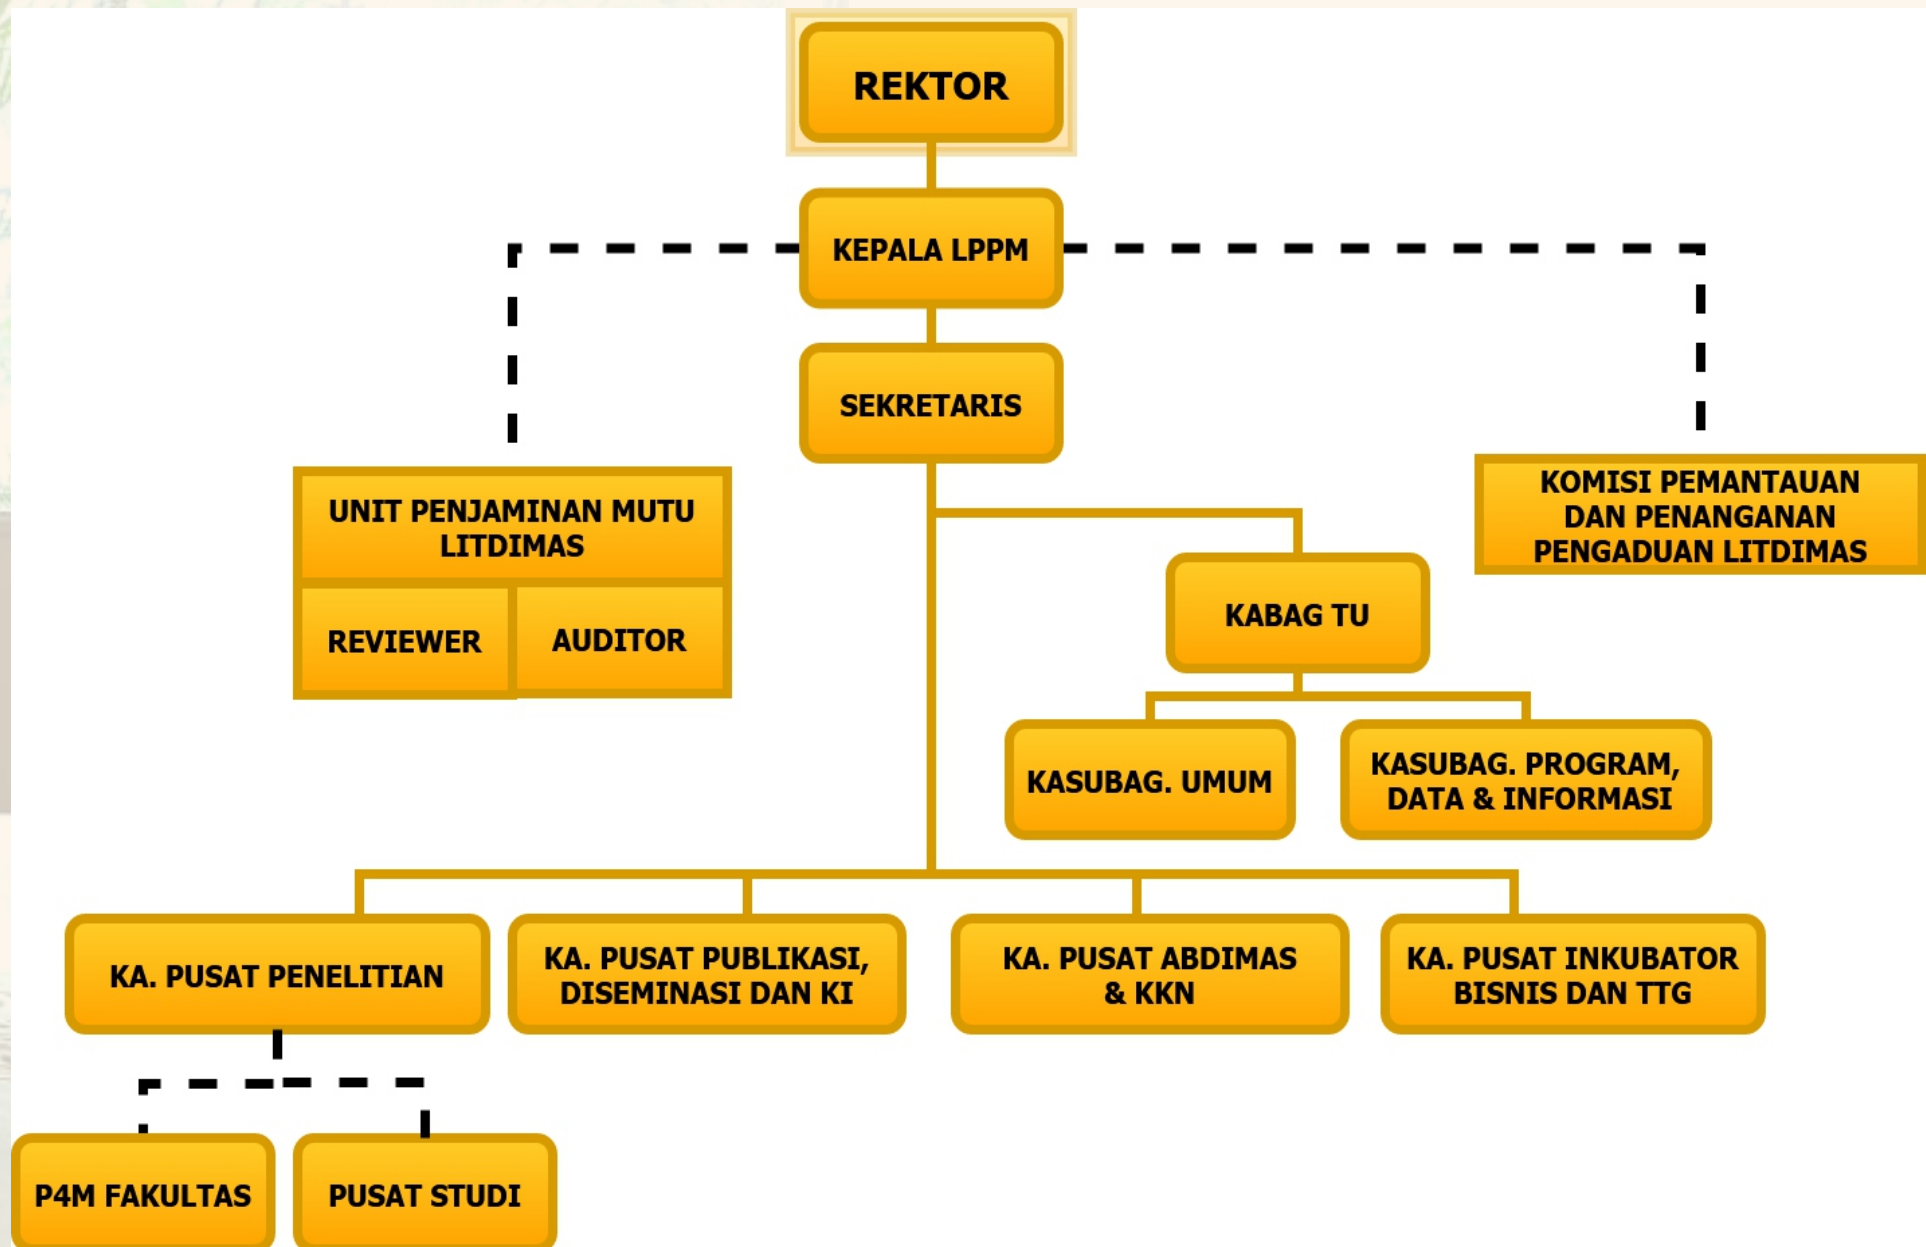 REKTOR
KEPALA LPPM
SEKRETARIS
UNIT PENJAMINAN MUTU
LITDIMAS
REVIEWER
AUDITOR
KOMISI PEMANTAUAN
DAN PENANGANAN
PENGADUAN LITDIMAS
KABAG TU
KASUBAG. UMUM
KASUBAG. PROGRAM,
DATA & INFORMASI
KA. PUSAT PENELITIAN
KA. PUSAT PUBLIKASI,
DISEMINASI DAN KI
KA. PUSAT ABDIMAS
& KKN
KA. PUSAT INKUBATOR
BISNIS DAN TTG
P4M FAKULTAS
PUSAT STUDI